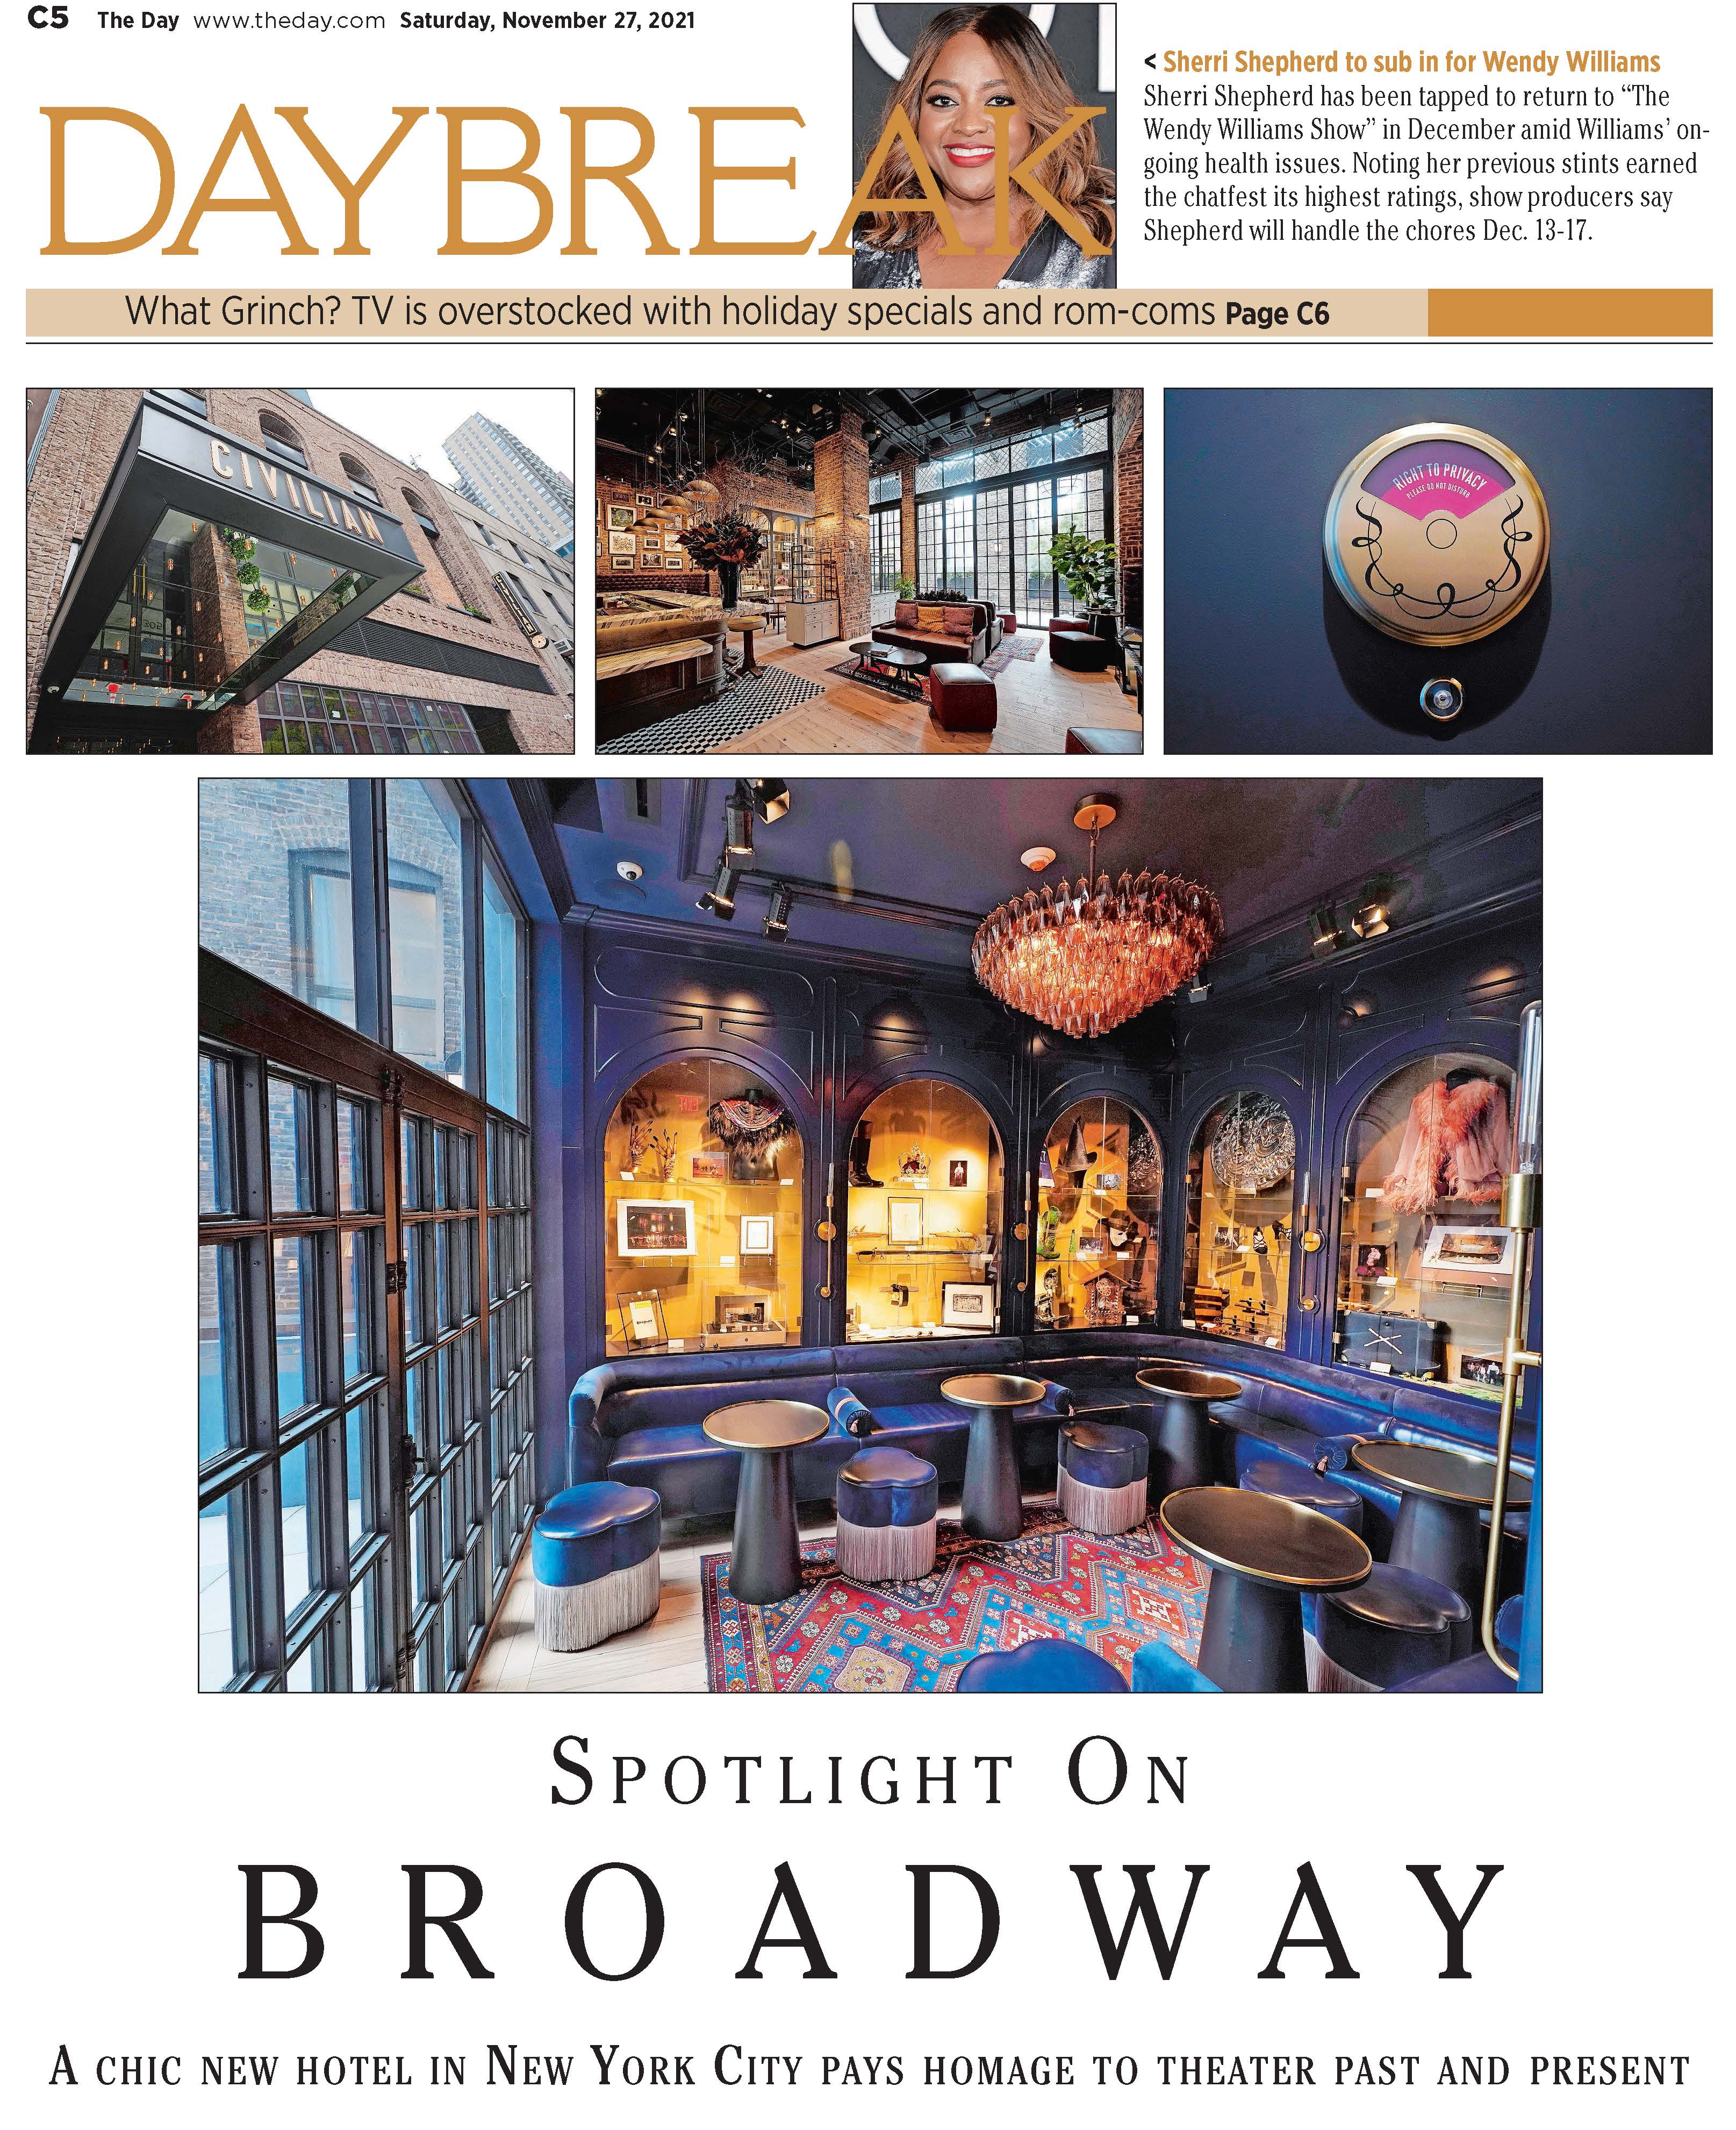 C5 The Day www.theday.com Saturday, November 27, 2021
DAYBREAK
< Sherri Shepherd to sub in for Wendy Williams
Sherri Shepherd has been tapped to return to “The
Wendy Williams Show” in December amid Williams’ on-
going health issues. Noting her previous stints earned
the chatfest its highest ratings, show producers say
Shepherd will handle the chores Dec. 13-17.
What Grinch? TV is overstocked with holiday specials and rom-coms Page C6
CIVILIAN
RIGHT TO PRIVACY
PLEASE DO NOT DISTURB
SPOTLIGHT ON
BROADWAY
A CHIC NEW HOTEL IN NEW YORK CITY PAYS HOMAGE TO THEATER PAST AND PRESENT